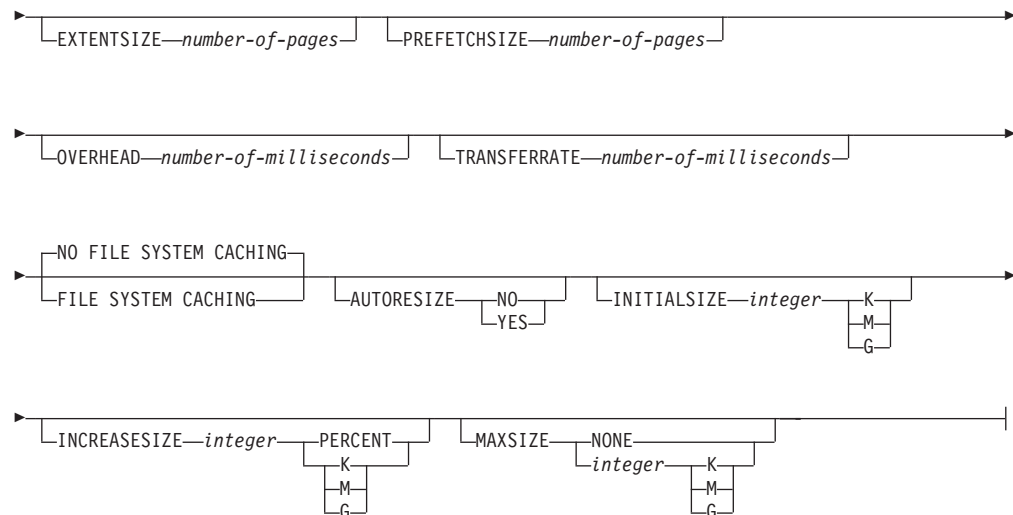 EXTENTSIZE number-of-pages PREFETCHSIZE number-of-pages
OVERHEAD number-of-milliseconds TRANSFERRATE number-of-milliseconds
NO FILE SYSTEM CACHING
FILE SYSTEM CACHING AUTORESIZE NO INITIALSIZE integer K
YES M
G
INCREASESIZE integer PERCENT MAXSIZE NONE
K integer K
M M
G G